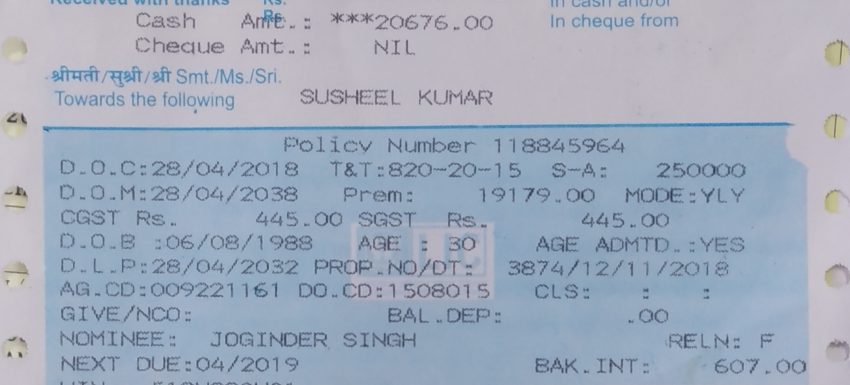 Received with thanks Rs. in cash and/or
Cash Amt.: ***20676.00 Rs. In cheque from
Cheque Amt.: NIL
श्रीमती/सुश्री/श्री Smt./Ms./Sri.
Towards the following SUSHEEL KUMAR
Policy Number 118845964
D.O.C:28/04/2018 T&T:820-20-15 S-A: 250000
D.O.M:28/04/2038 Prem: 19179.00 MODE:YLY
CGST Rs. 445.00 SGST Rs. 445.00
D.O.B :06/08/1988 AGE : 30 AGE ADMTD.:YES
D.L.P:28/04/2032 PROP.NO/DT: 3874/12/11/2018
AG.CD:009221161 DO.CD:1508015 CLS: : :
GIVE/NCO: BAL.DEP: .00
NOMINEE: JOGINDER SINGH RELN: F
NEXT DUE:04/2019 BAK.INT: 607.00